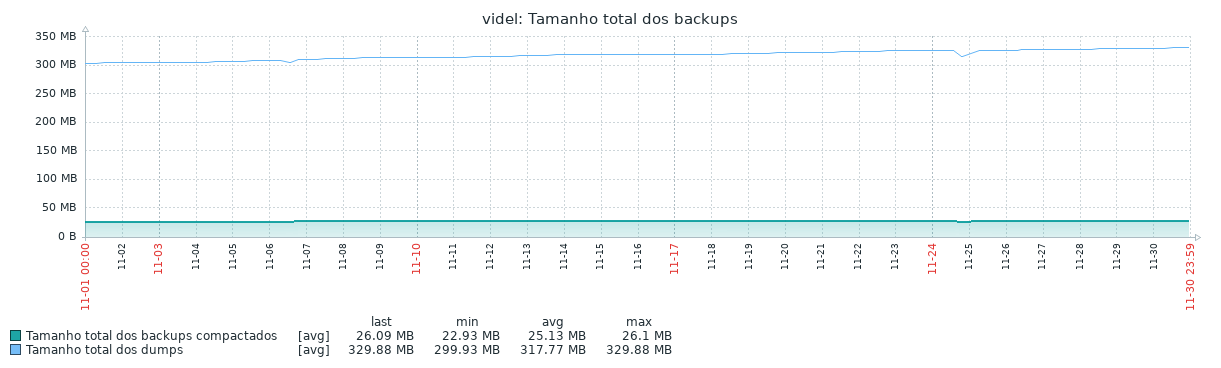 videl: Tamanho total dos backups
350 MB
300 MB
250 MB
200 MB
150 MB
100 MB
50 MB
0 B
11-01 00:00
11-02
11-03
11-04
11-05
11-06
11-07
11-08
11-09
11-10
11-11
11-12
11-13
11-14
11-15
11-16
11-17
11-18
11-19
11-20
11-21
11-22
11-23
11-24
11-25
11-26
11-27
11-28
11-29
11-30
11-30 23:59
last min avg max
Tamanho total dos backups compactados [avg] 26.09 MB 22.93 MB 25.13 MB 26.1 MB
Tamanho total dos dumps [avg] 329.88 MB 299.93 MB 317.77 MB 329.88 MB